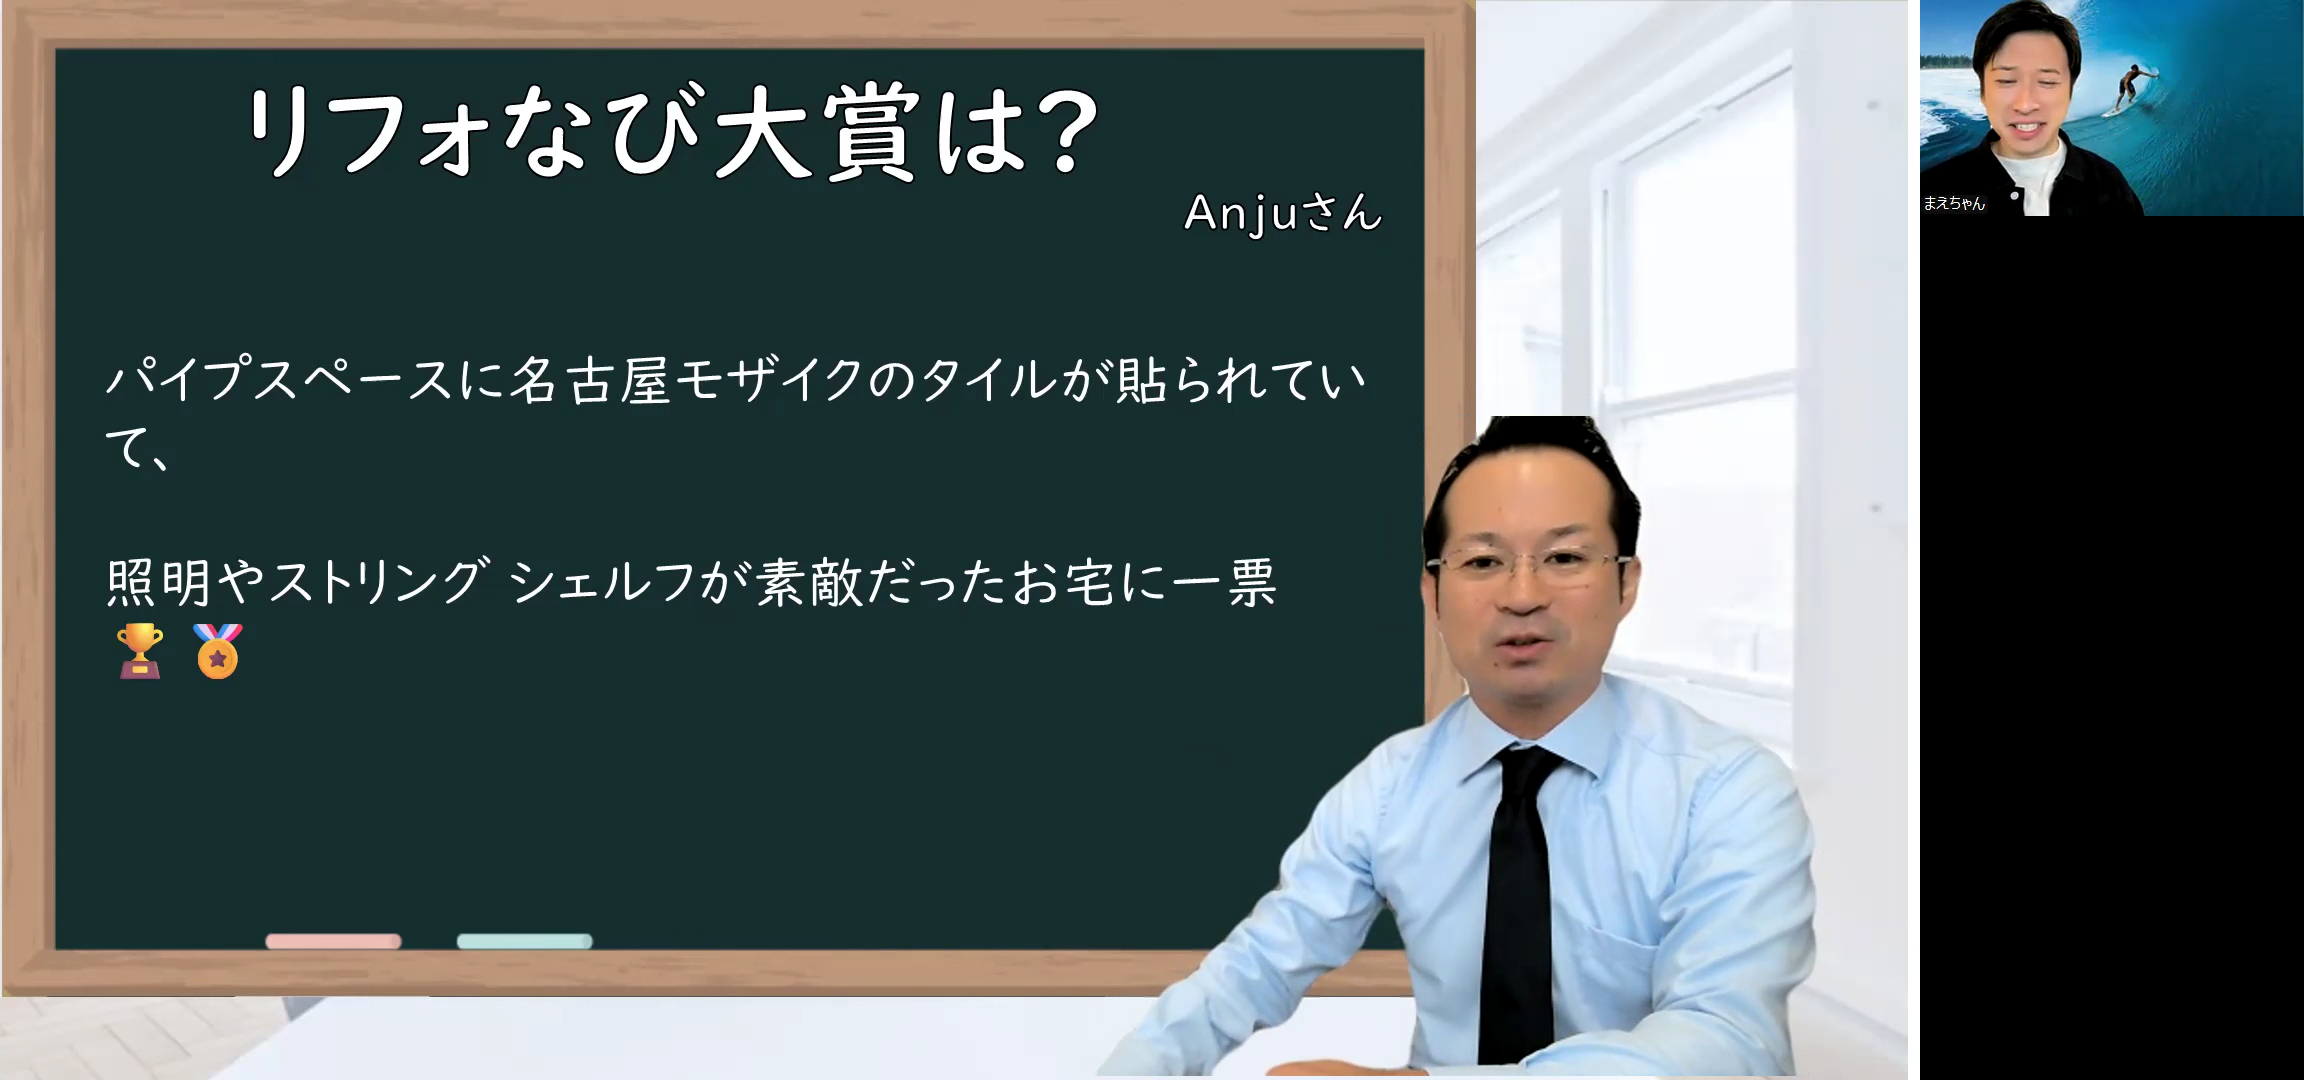 リフォなび大賞は?
Anjuさん
パイプスペースに名古屋モザイクのタイルが貼られてい
て、
照明やストリング シェルフが素敵だったお宅に一票
まえちゃん